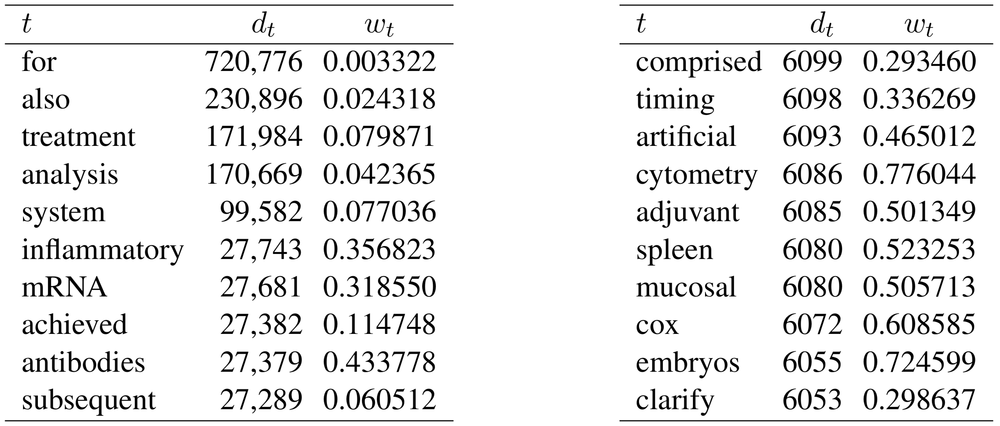 t d_t w_t
for 720,776 0.003322
also 230,896 0.024318
treatment 171,984 0.079871
analysis 170,669 0.042365
system 99,582 0.077036
inflammatory 27,743 0.356823
mRNA 27,681 0.318550
achieved 27,382 0.114748
antibodies 27,379 0.433778
subsequent 27,289 0.060512
t d_t w_t
comprised 6099 0.293460
timing 6098 0.336269
artificial 6093 0.465012
cytometry 6086 0.776044
adjuvant 6085 0.501349
spleen 6080 0.523253
mucosal 6080 0.505713
cox 6072 0.608585
embryos 6055 0.724599
clarify 6053 0.298637